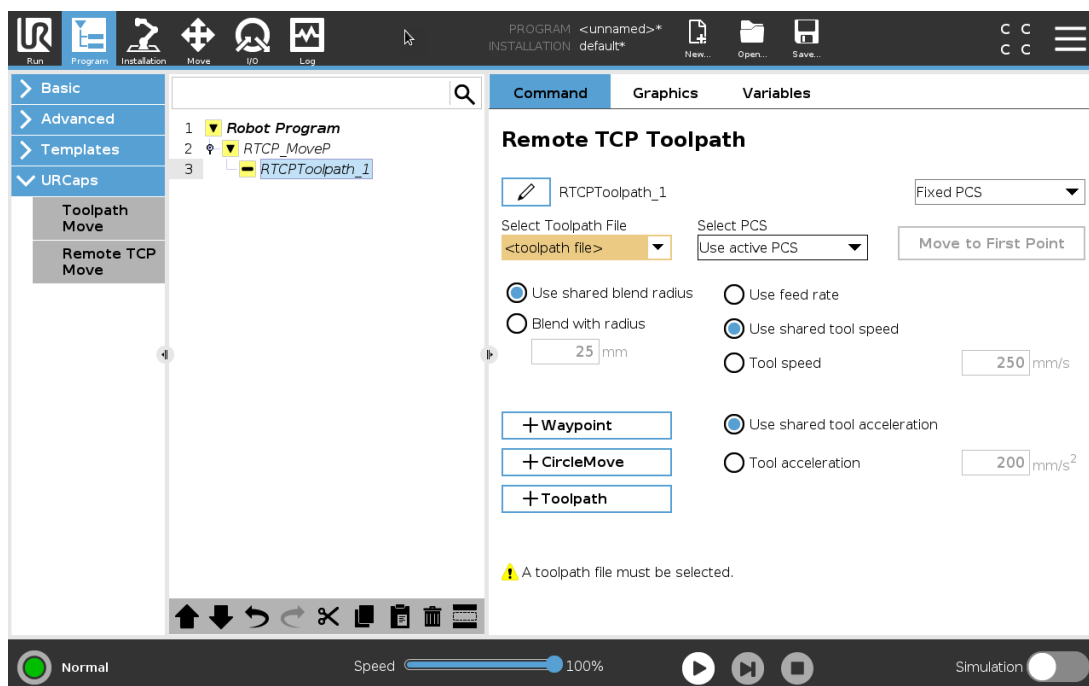 PROGRAM <unnamed>*
INSTALLATION default*
C C
C C
Run
Program
Installation
Move
I/O
Log
New...
Open...
Save...
Basic
Advanced
Templates
URCaps
Toolpath
Move
Remote TCP
Move
1 Robot Program
2 RTCP_MoveP
3 RTCPToolpath_1
Command Graphics Variables
Remote TCP Toolpath
RTCPToolpath_1
Fixed PCS
Select Toolpath File
Select PCS
<toolpath file>
Use active PCS
Move to First Point
Use shared blend radius
Use feed rate
Blend with radius
Use shared tool speed
25 mm
Tool speed
250 mm/s
+Waypoint
Use shared tool acceleration
+CircleMove
Tool acceleration
200 mm/s2
+Toolpath
A toolpath file must be selected.
Normal
Speed
100%
Simulation